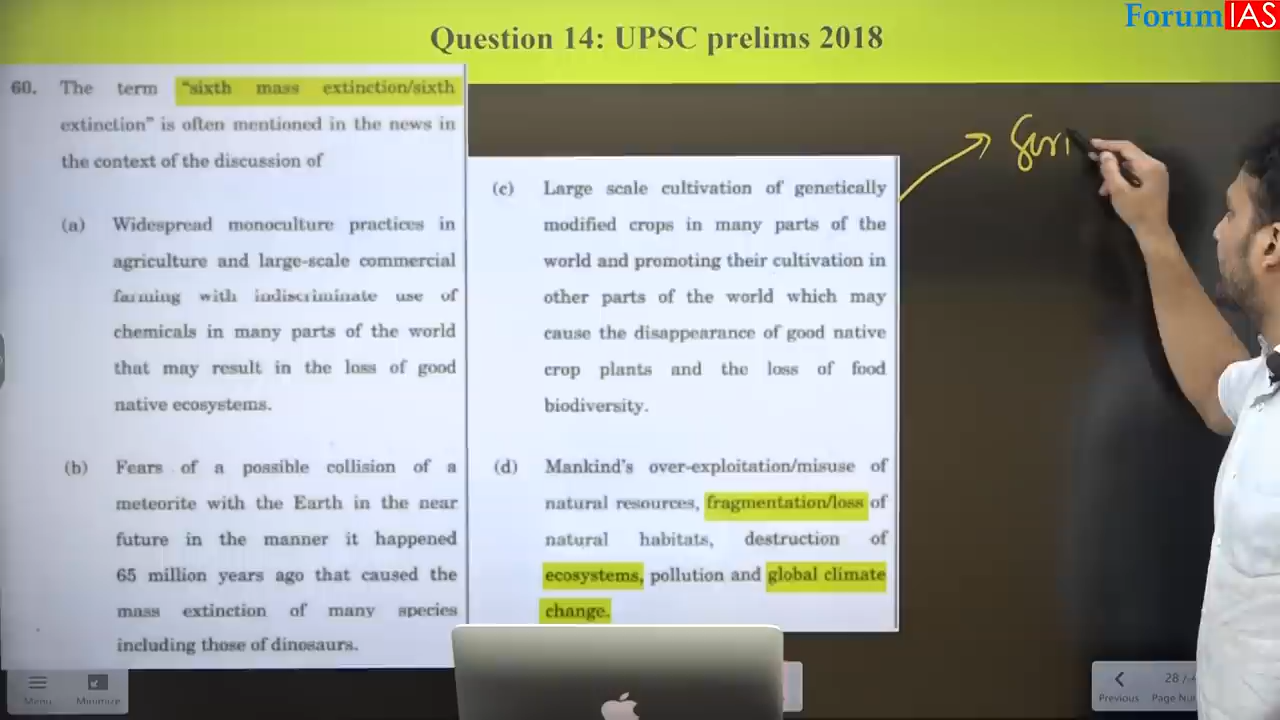 ForumIAS
Question 14: UPSC prelims 2018
60. The term "sixth mass extinction/sixth
extinction" is often mentioned in the news in
the context of the discussion of
(a) Widespread monoculture practices in
agriculture and large-scale commercial
farming with indiscriminate use of
chemicals in many parts of the world
that may result in the loss of good
native ecosystems.
(b) Fears of a possible collision of a
meteorite with the Earth in the near
future in the manner it happened
65 million years ago that caused the
mass extinction of many species
including those of dinosaurs.
(c) Large scale cultivation of genetically
modified crops in many parts of the
world and promoting their cultivation in
other parts of the world which may
cause the disappearance of good native
crop plants and the loss of food
biodiversity.
(d) Mankind's over-exploitation/misuse of
natural resources, fragmentation/loss of
natural habitats, destruction of
ecosystems, pollution and global climate
change.
Menu Minimize
Previous
28